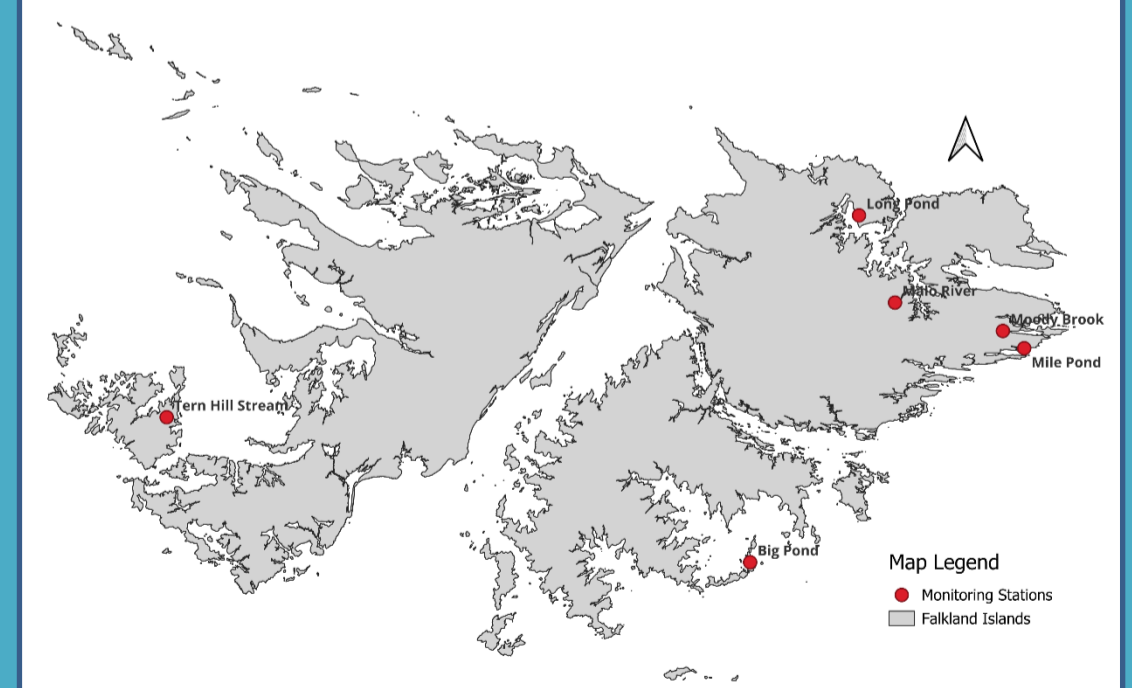 Long Pond
Malo River
Moody Brook
Mile Pond
Tern Hill Stream
Big Pond
Map Legend
Monitoring Stations
Falkland Islands